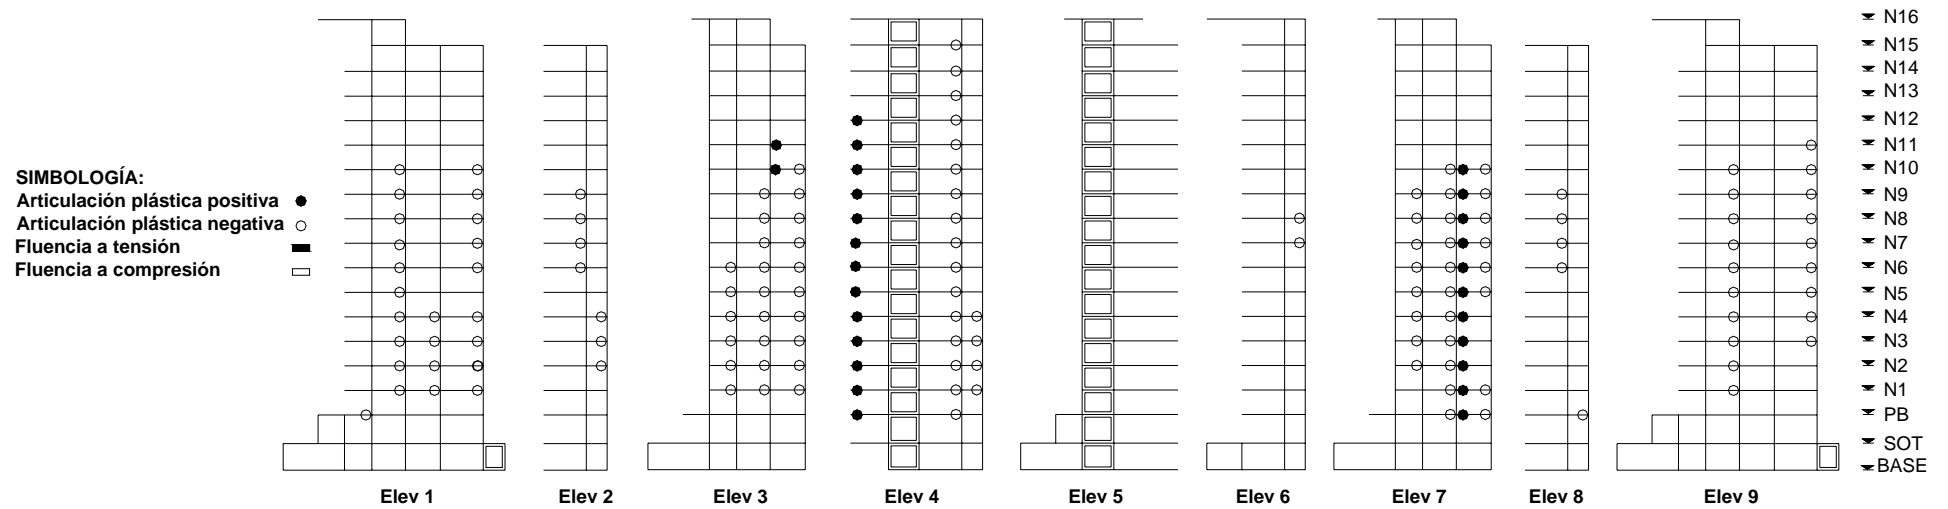 SIMBOLOGÍA:
Articulación plástica positiva
Articulación plástica negativa
Fluencia a tensión
Fluencia a compresión
Elev 1
Elev 2
Elev 3
Elev 4
Elev 5
Elev 6
Elev 7
Elev 8
Elev 9
N16
N15
N14
N13
N12
N11
N10
N9
N8
N7
N6
N5
N4
N3
N2
N1
PB
SOT
BASE